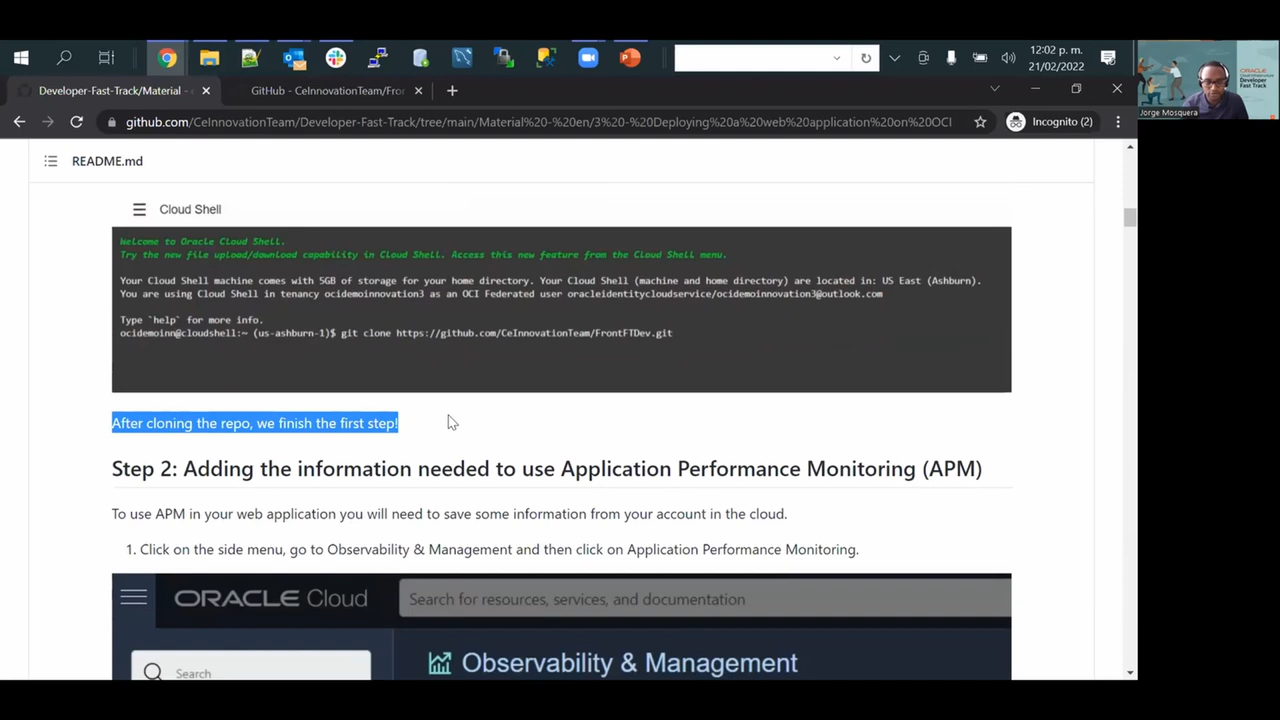 12:02 p. m.
21/02/2022
ORACLE
Cloud Infrastructure
Developer
Fast Track
Jorge Mosquera
Developer-Fast-Track/Material -
GitHub - CeInnovationTeam/Fror
github.com/CeInnovationTeam/Developer-Fast-Track/tree/main/Material%20-%20en/3%20-%20Deploying%20a%20web%20application%20on%20OCI
Incognito (2)
README.md
Cloud Shell
Welcome to Oracle Cloud Shell.
Try the new file upload/download capability in Cloud Shell. Access this new feature from the Cloud Shell menu.
Your Cloud Shell machine comes with 5GB of storage for your home directory. Your Cloud Shell (machine and home directory) are located in: US East (Ashburn).
You are using Cloud Shell in tenancy ocidemoinnovation3 as an OCI Federated user oracleidentitycloudservice/ocidemoinnovation3@outlook.com
Type `help` for more info.
ocidemoinn@cloudshell:~ (us-ashburn-1)$ git clone https://github.com/CeInnovationTeam/FrontFTDev.git
After cloning the repo, we finish the first step!
Step 2: Adding the information needed to use Application Performance Monitoring (APM)
To use APM in your web application you will need to save some information from your account in the cloud.
1. Click on the side menu, go to Observability & Management and then click on Application Performance Monitoring.
ORACLE Cloud
Search for resources, services, and documentation
Search
Observability & Management